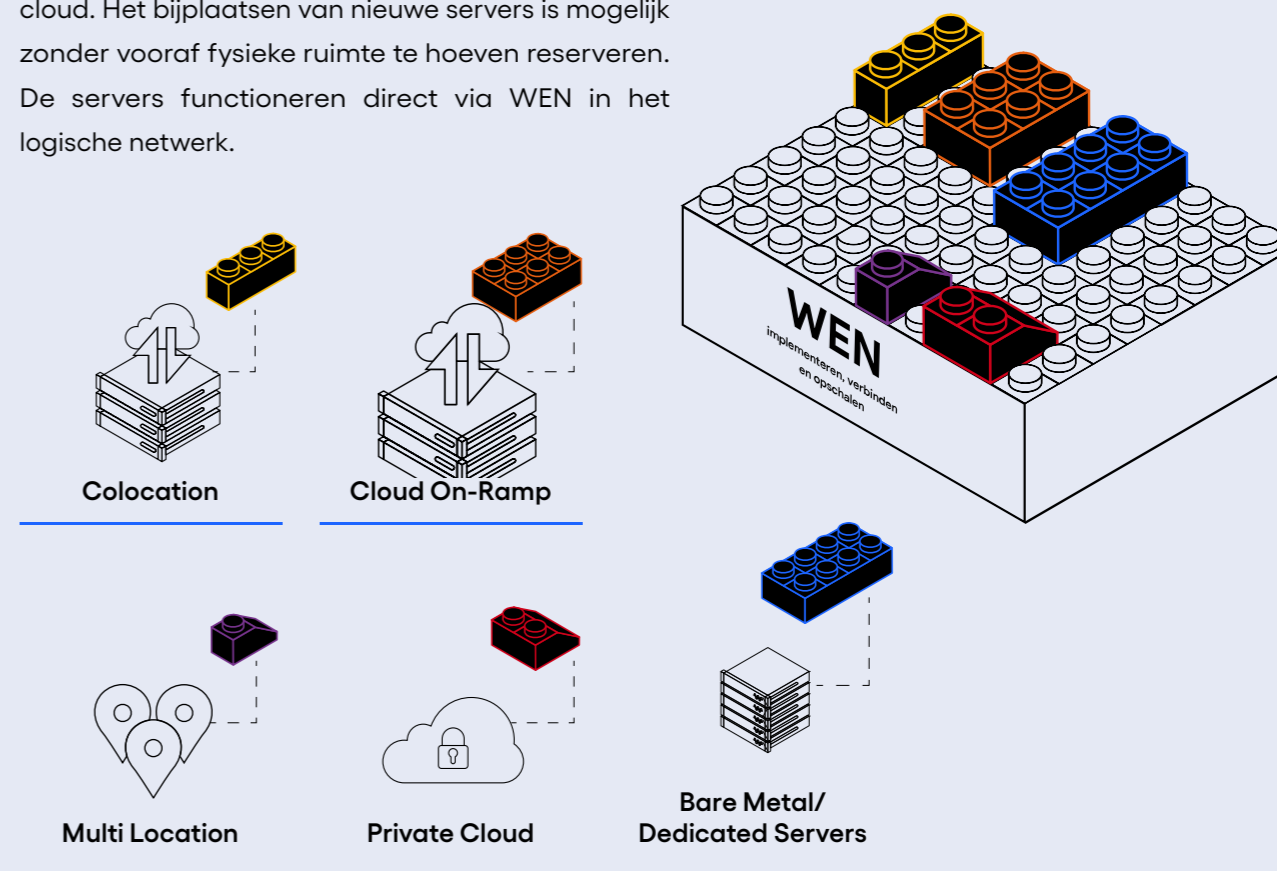 cloud. Het bijplaatsen van nieuwe servers is mogelijk
zonder vooraf fysieke ruimte te hoeven reserveren.
De servers functioneren direct via WEN in het
logische netwerk.
WEN
implementeren, verbinden
en opschalen
Colocation
Cloud On-Ramp
Multi Location
Private Cloud
Bare Metal/
Dedicated Servers